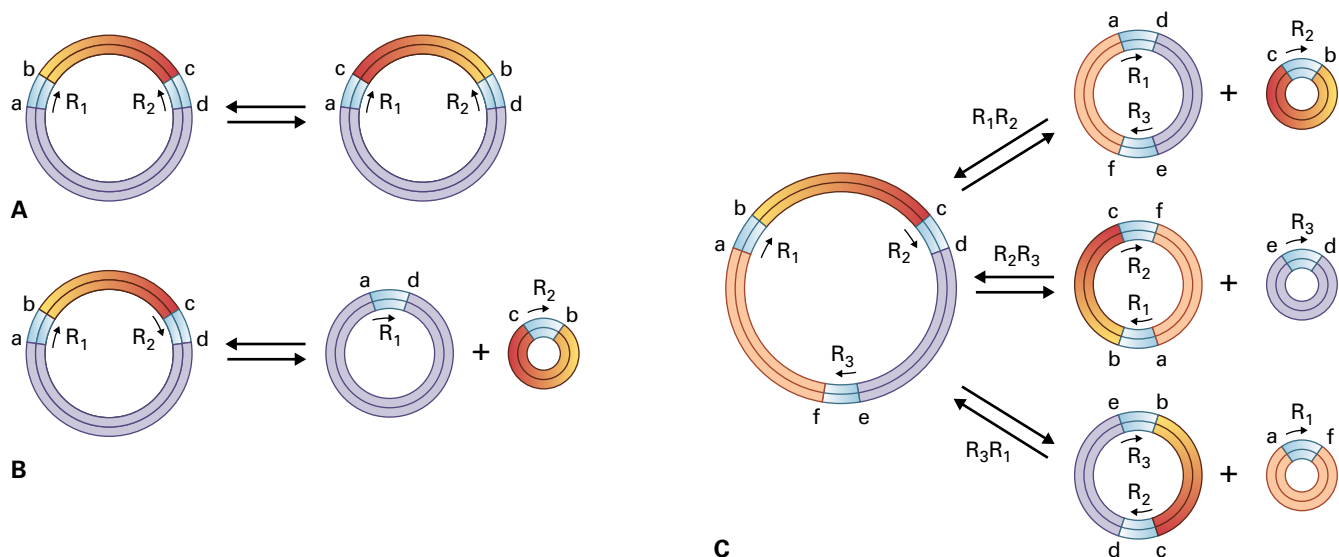 b c
R₁ R₂
a d
c b
R₁ R₂
a d
A
b c
R₁ R₂
a d
a d
R₁
+
R₂
c b
B
b c
a d
R₁ R₂
R₃
f e
R₁R₂
a d
R₁
R₃
f e
+
R₂
c b
R₂R₃
c f
R₂
R₁
b a
+
R₃
e d
R₃R₁
e b
R₃
R₂
d c
+
R₁
a f
C